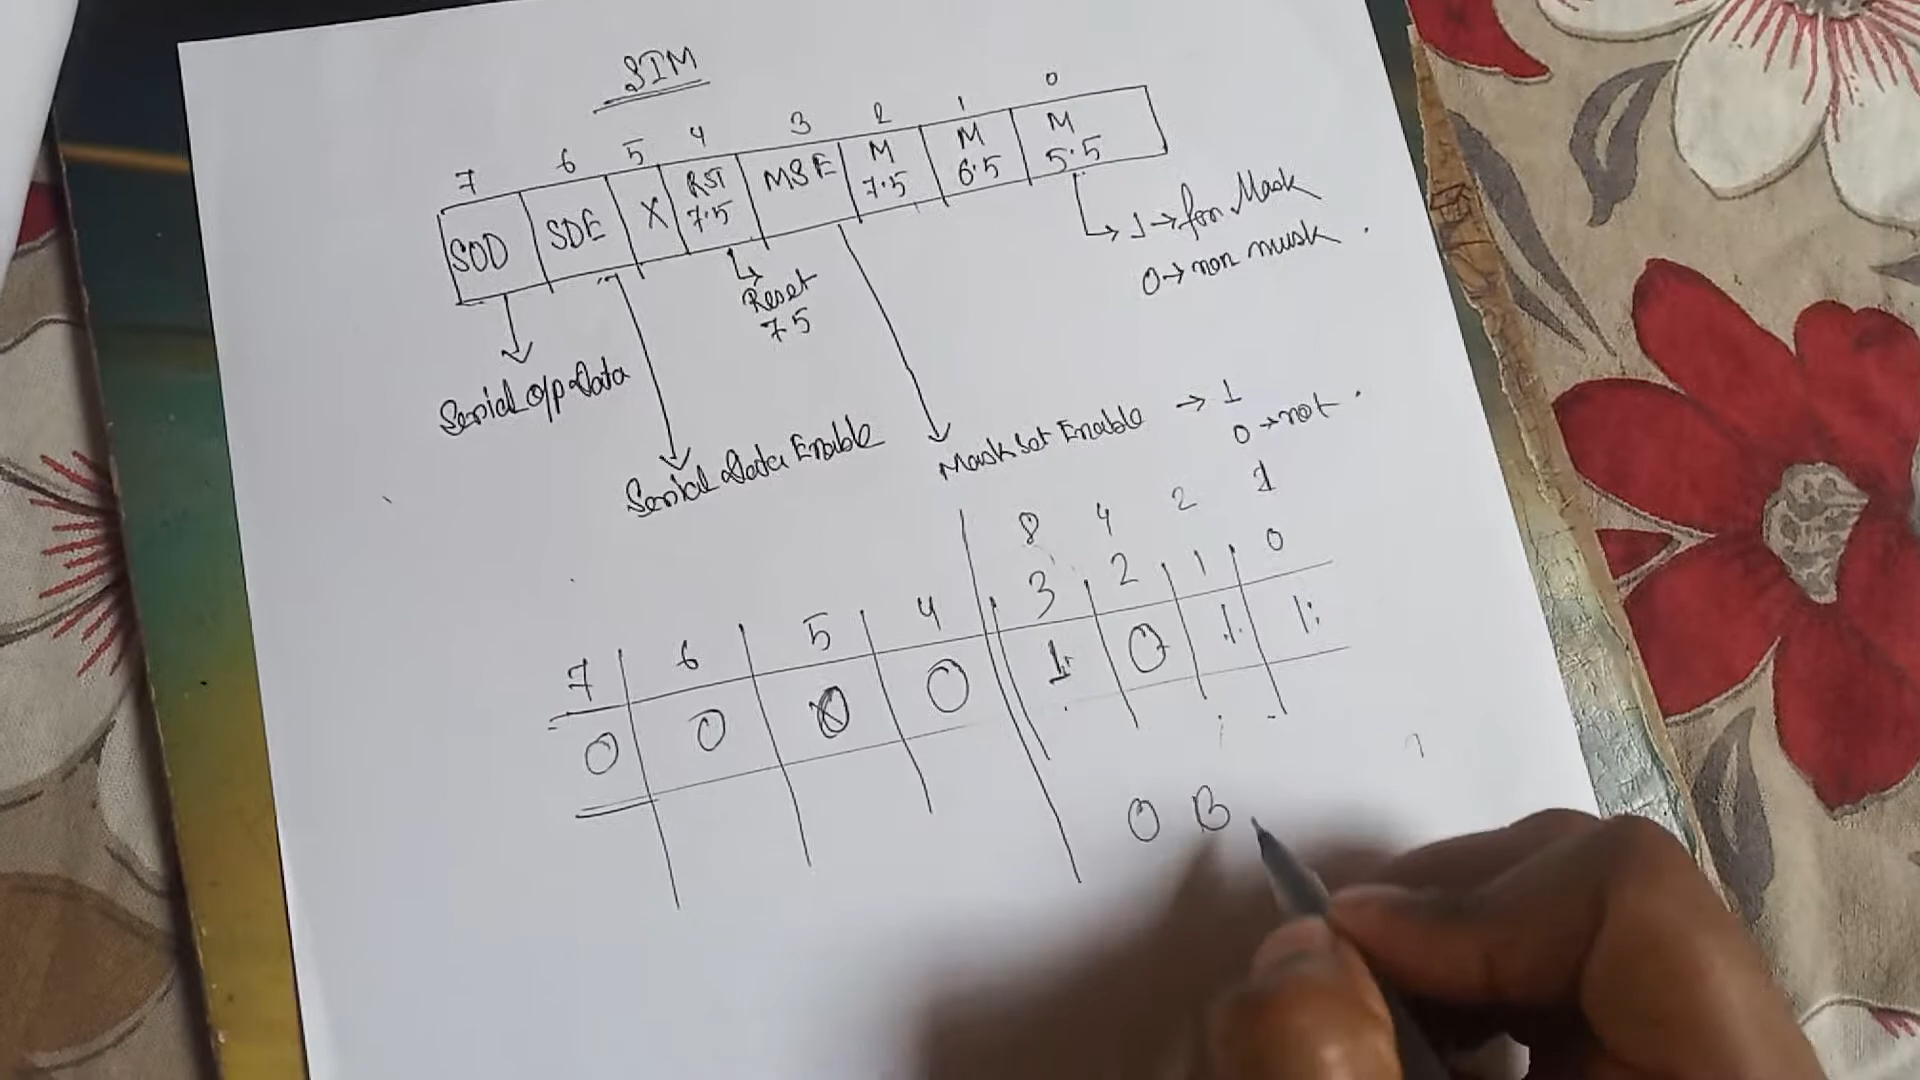 SIM
7 6 5 4 3 2 1 0
SOD SDE X RST 7.5 MSE M 7.5 M 6.5 M 5.5
1 → for Mask
0 → non musk.
Reset
7.5
Serial o/p Data
Serial Data Enable
Mask Set Enable → 1
0 → not.
8 4 2 1
7 6 5 4 3 2 1 0
0 0 0 0 1 0 1 1
0 B